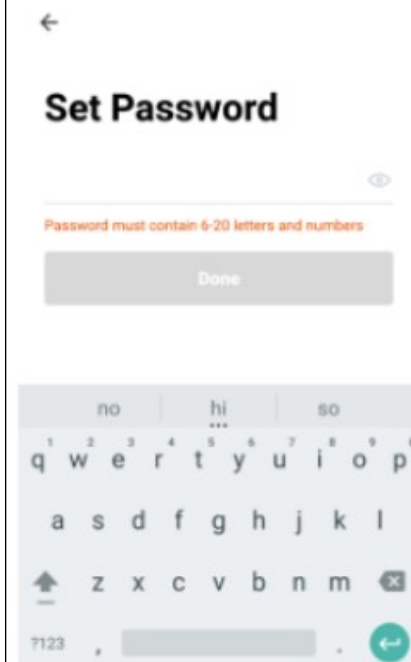 Set Password
Password must contain 6-20 letters and numbers
Done
no hi so
1 2 3 4 5 6 7 8 9
q w e r t y u i o p
a s d f g h j k l
z x c v b n m
?123 , .